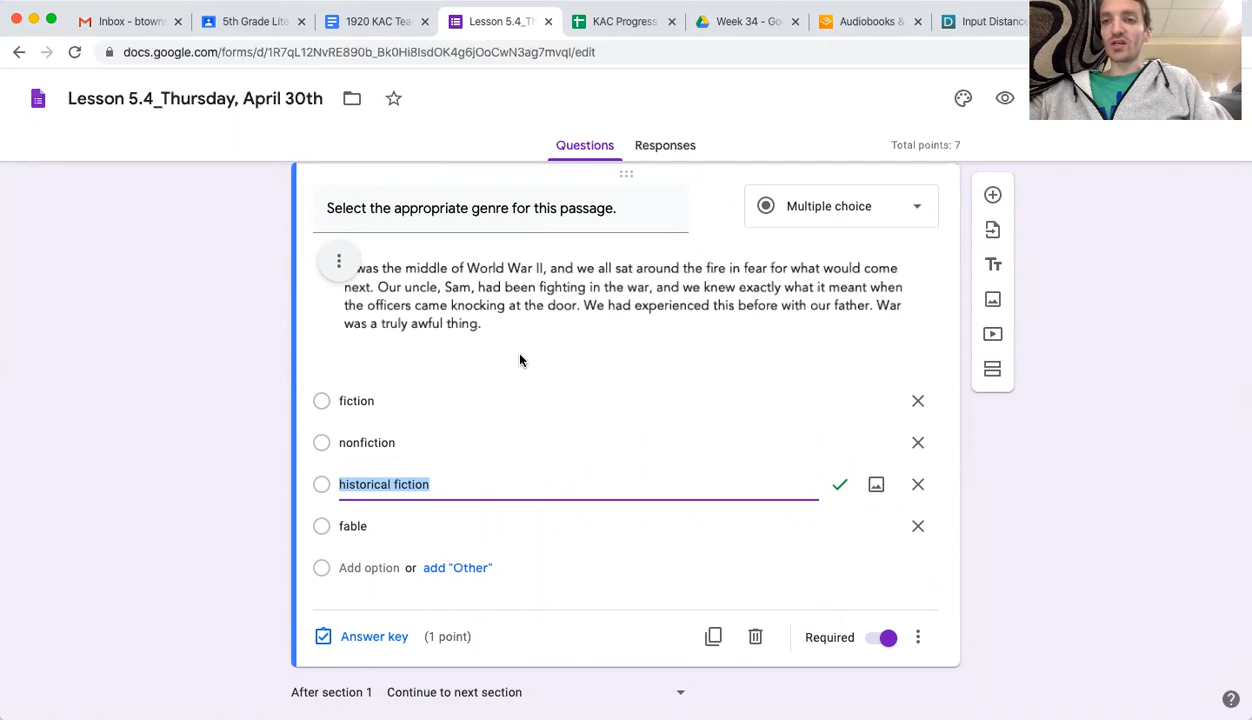 Inbox - btowns
5th Grade Lite
1920 KAC Tea
Lesson 5.4_Th
KAC Progress
Week 34 - Go
Audiobooks &
Input Distanc
docs.google.com/forms/d/1R7qL12NvRE890b_Bk0Hi8IsdOK4g6jOoCwN3ag7mvqI/edit
Lesson 5.4_Thursday, April 30th
Questions
Responses
Total points: 7
Select the appropriate genre for this passage.
Multiple choice
was the middle of World War II, and we all sat around the fire in fear for what would come
next. Our uncle, Sam, had been fighting in the war, and we knew exactly what it meant when
the officers came knocking at the door. We had experienced this before with our father. War
was a truly awful thing.
fiction
nonfiction
historical fiction
fable
Add option or add "Other"
Answer key (1 point)
Required
After section 1 Continue to next section